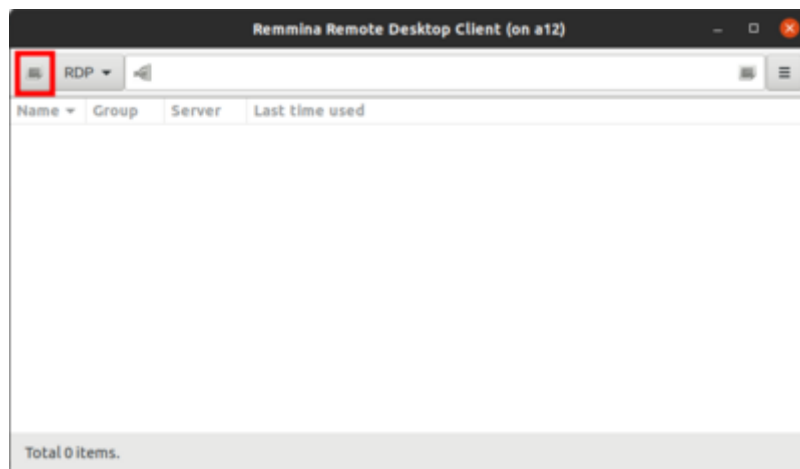 Remmina Remote Desktop Client (on a12)
RDP
Name Group Server Last time used
Total 0 items.